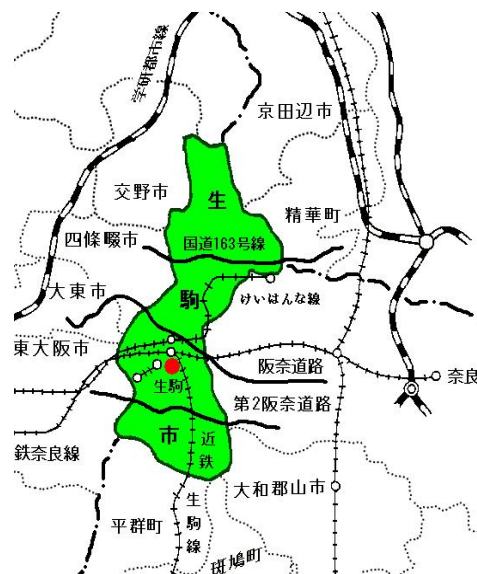 学研都市線
京田辺市
生
交野市
精華町
四條畷市
国道163号線
大東市
駒
けいはんな線
東大阪市
阪奈道路
奈良
生駒
第2阪奈道路
市
近鉄
鉄奈良線
大和郡山市
平群町
生駒線
斑鳩町